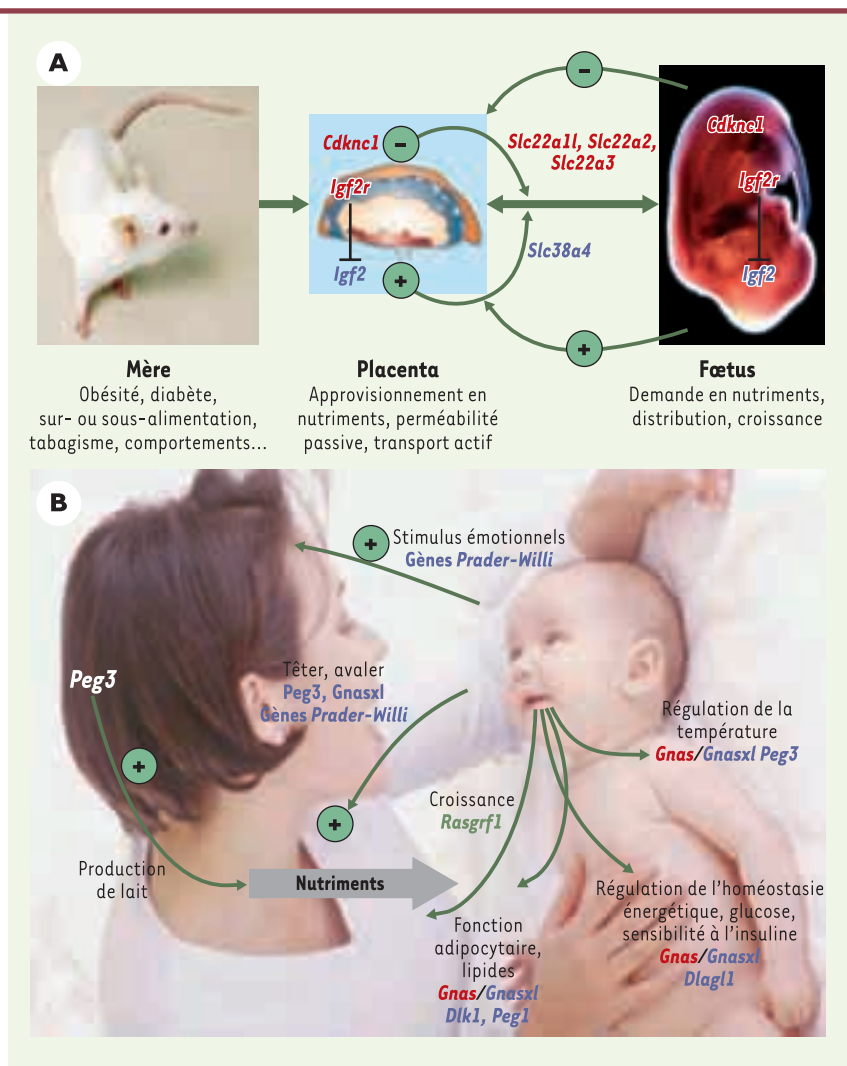 A
−
Cdknc1
−
Slc22a1l, Slc22a2,
Slc22a3
Cdknc1
Igf2r
Igf2r
Slc38a4
Igf2
+
Igf2
+
Mère
Obésité, diabète,
sur- ou sous-alimentation,
tabagisme, comportements...
Placenta
Approvisionnement en
nutriments, perméabilité
passive, transport actif
Fœtus
Demande en nutriments,
distribution, croissance
B
+
Stimulus émotionnels
Gènes Prader-Willi
Peg3
Têter, avaler
Peg3, Gnasxl
Gènes Prader-Willi
Régulation de la
température
Gnas/Gnasxl Peg3
+
Croissance
Rasgrf1
+
Production
de lait
Nutriments
Fonction
adipocytaire,
lipides
Gnas/Gnasxl
Dlk1, Peg1
Régulation de l'homéostasie
énergétique, glucose,
sensibilité à l'insuline
Gnas/Gnasxl
Dlagl1